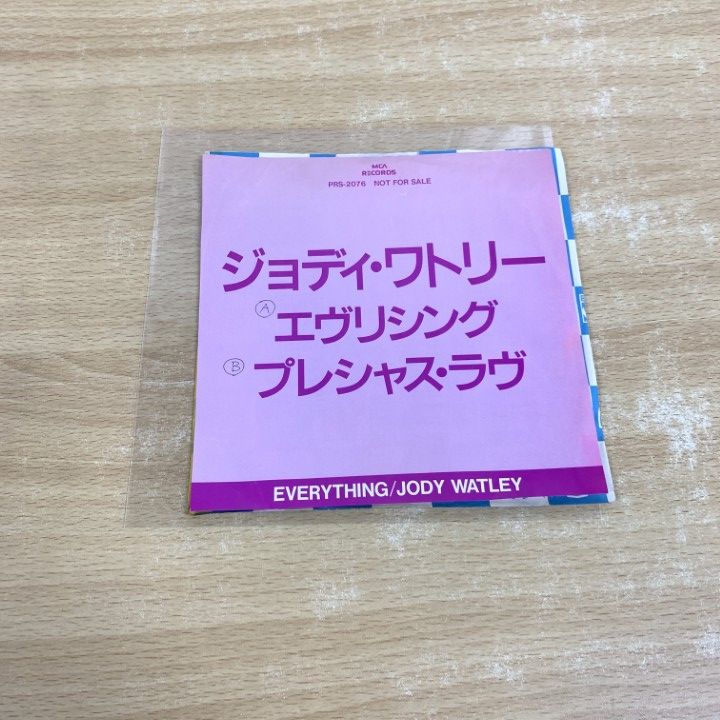 MCA
RECORDS
PRS-2076 NOT FOR SALE
ジョディ・ワトリー
Ⓐ エヴリシング
Ⓑ プレシャス・ラヴ
EVERYTHING/JODY WATLEY